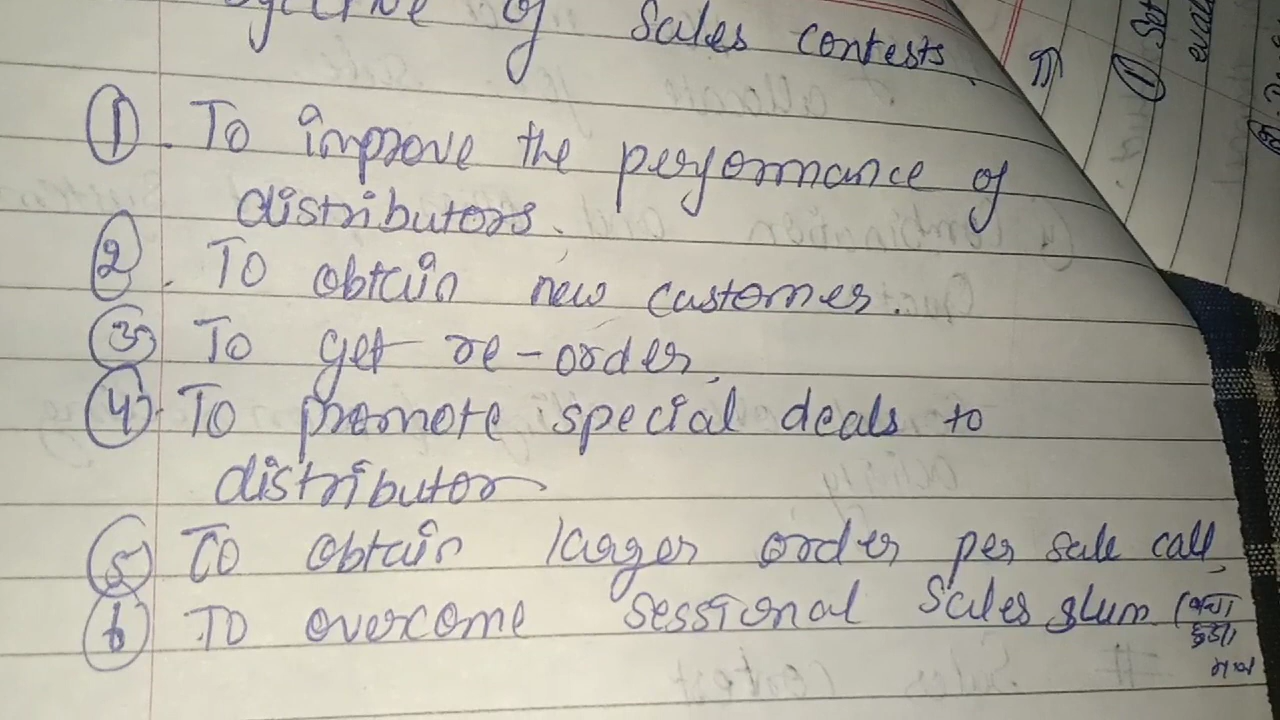 of Sales contests.
① To improve the performance of
distributors.
② To obtain new customer.
③ To get re-order,
④ To promote special deals to
distributor
⑤ To obtain larger order per sale call,
⑥ To overcome sessional Sales slum